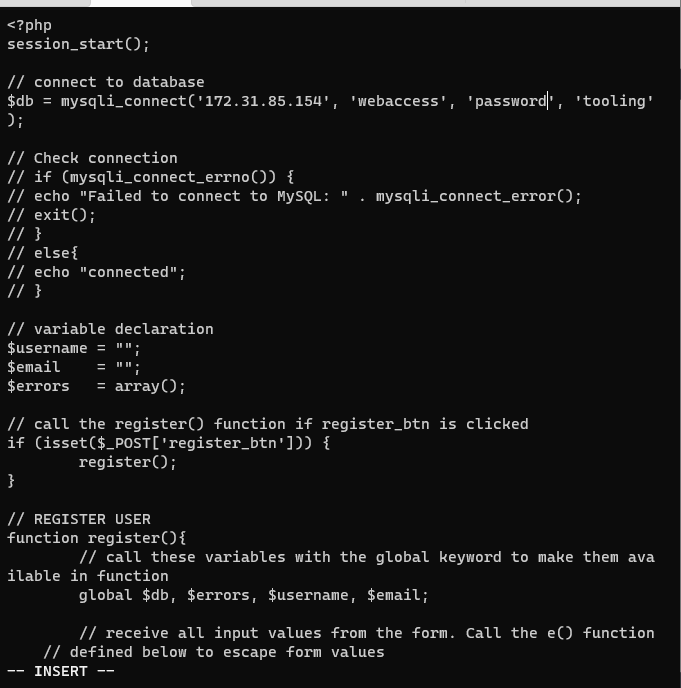 <?php
session_start();

// connect to database
$db = mysqli_connect('172.31.85.154', 'webaccess', 'password', 'tooling'
);

// Check connection
// if (mysqli_connect_errno()) {
// echo "Failed to connect to MySQL: " . mysqli_connect_error();
// exit();
// }
// else{
// echo "connected";
// }

// variable declaration
$username = "";
$email    = "";
$errors   = array();

// call the register() function if register_btn is clicked
if (isset($_POST['register_btn'])) {
        register();
}

// REGISTER USER
function register(){
        // call these variables with the global keyword to make them ava
ilable in function
        global $db, $errors, $username, $email;

        // receive all input values from the form. Call the e() function
    // defined below to escape form values
-- INSERT --